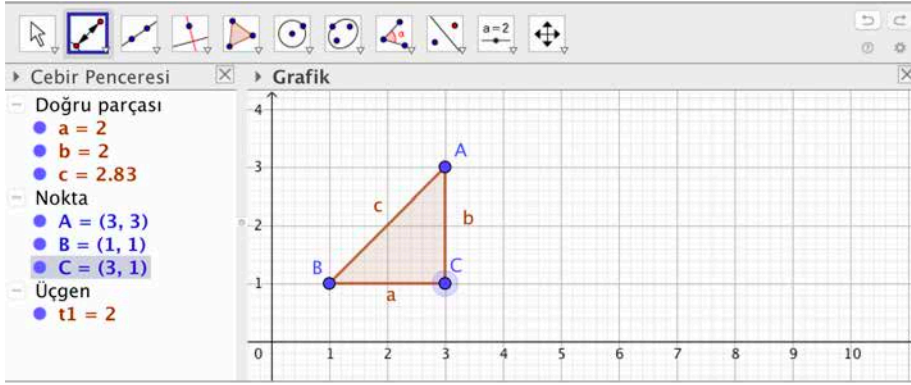 a=2
Cebir Penceresi
Grafik
Doğru parçası
a = 2
b = 2
c = 2.83
Nokta
A = (3, 3)
B = (1, 1)
C = (3, 1)
Üçgen
t1 = 2
4
3
2
1
0
1
2
3
4
5
6
7
8
9
10
A
c
b
B
C
a
α